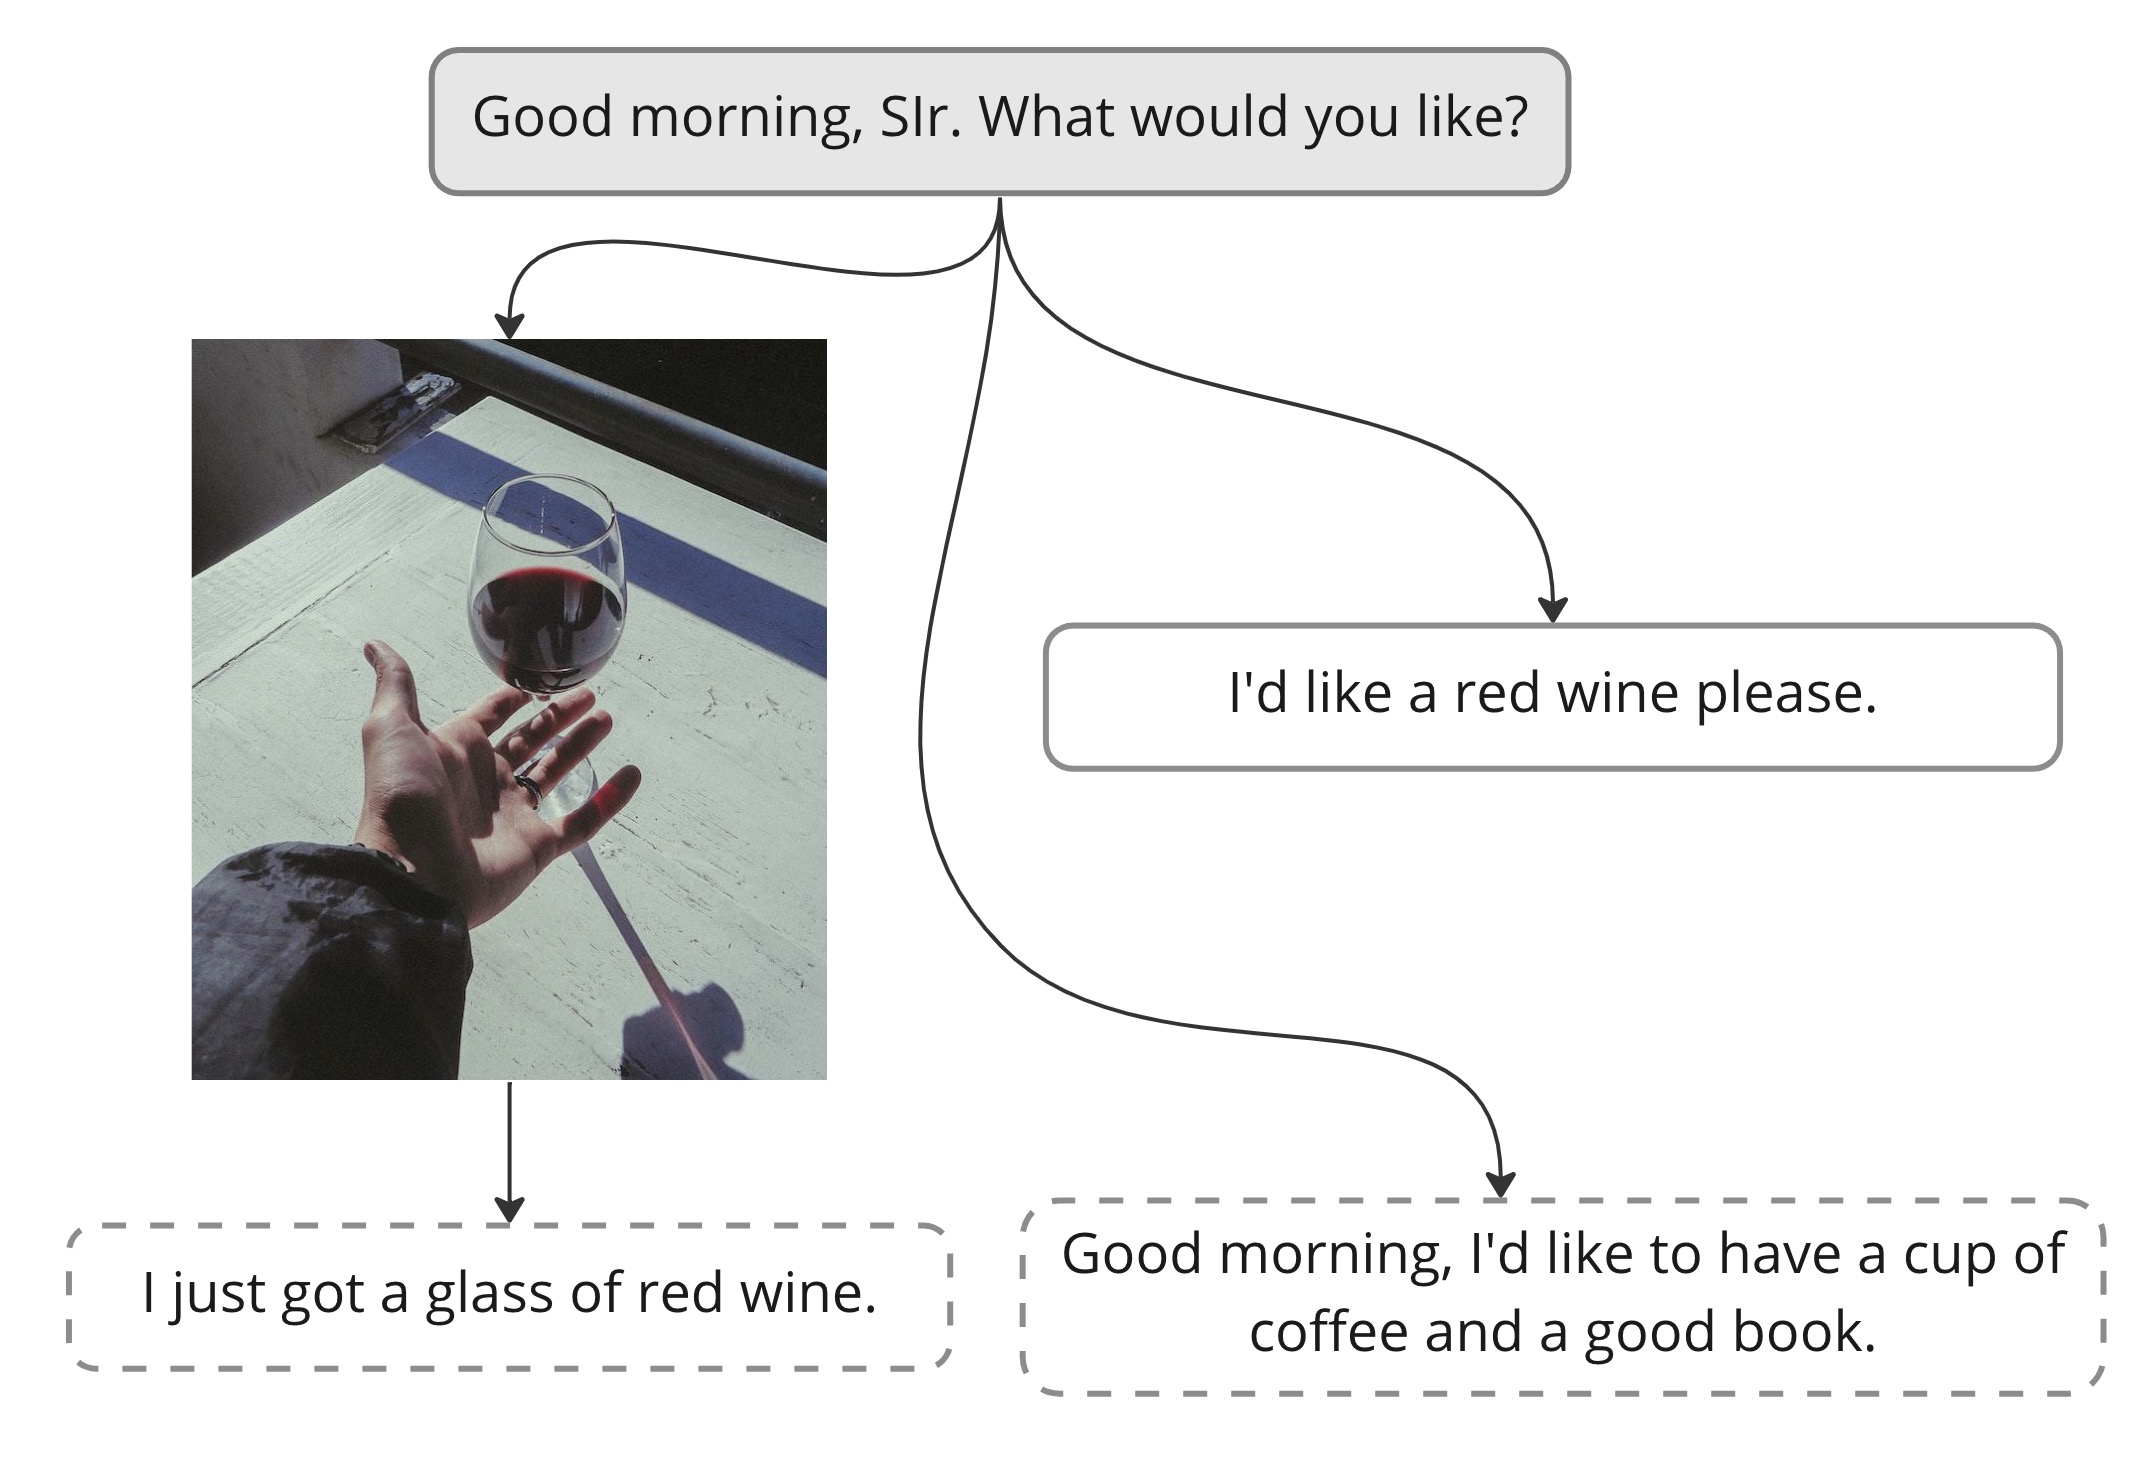 Good morning, SIr. What would you like?
I'd like a red wine please.
I just got a glass of red wine.
Good morning, I'd like to have a cup of
coffee and a good book.